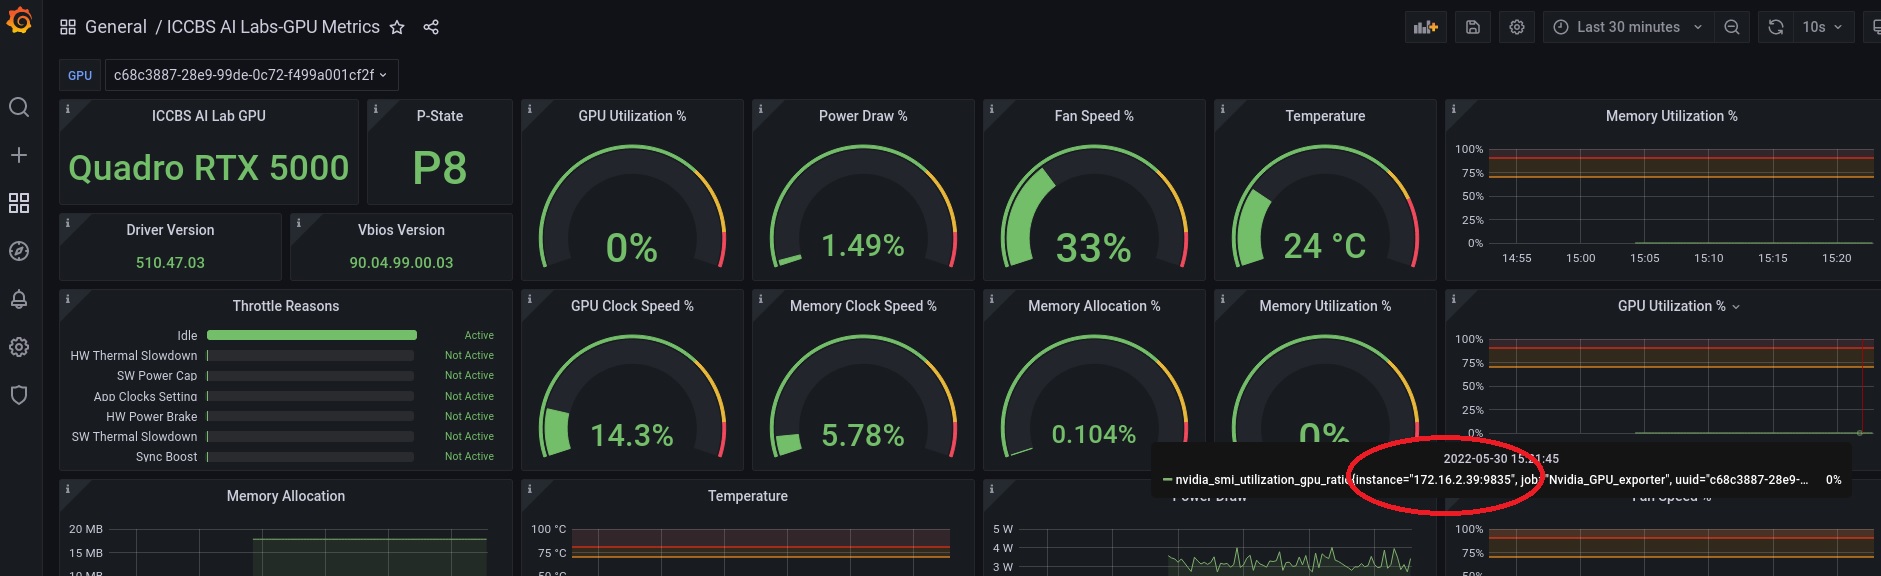 General / ICCBS AI Labs-GPU Metrics
Last 30 minutes
10s
GPU
c68c3887-28e9-99de-0c72-f499a001cf2f
ICCBS AI Lab GPU
Quadro RTX 5000
P-State
P8
GPU Utilization %
0%
Power Draw %
1.49%
Fan Speed %
33%
Temperature
24 °C
Memory Utilization %
100%
75%
50%
25%
0%
14:55 15:00 15:05 15:10 15:15 15:20
Driver Version
510.47.03
Vbios Version
90.04.99.00.03
Throttle Reasons
Idle Active
HW Thermal Slowdown Not Active
SW Power Cap Not Active
App Clocks Setting Not Active
HW Power Brake Not Active
SW Thermal Slowdown Not Active
Sync Boost Not Active
GPU Clock Speed %
14.3%
Memory Clock Speed %
5.78%
Memory Allocation %
0.104%
Memory Utilization %
0%
GPU Utilization %
100%
75%
50%
25%
0%
2022-05-30 15:21:45
nvidia_smi_utilization_gpu_ratio{instance="172.16.2.39:9835", job="Nvidia_GPU_exporter", uuid="c68c3887-28e9-... 0%
Memory Allocation
20 MB
15 MB
10 MB
Temperature
100 °C
75 °C
50 °C
Power Draw
5 W
4 W
3 W
Fan Speed %
100%
75%
50%